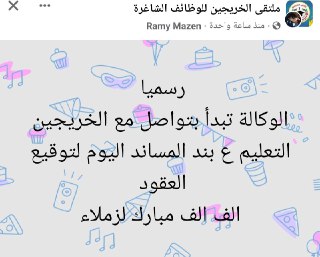 ملتقى الخريجين للوظائف الشاغرة
Ramy Mazen · منذ ساعة واحدة ·
رسميا
الوكالة تبدأ بتواصل مع الخريجين
التعليم ع بند المساند اليوم لتوقيع
العقود
الف الف مبارك لزملاء